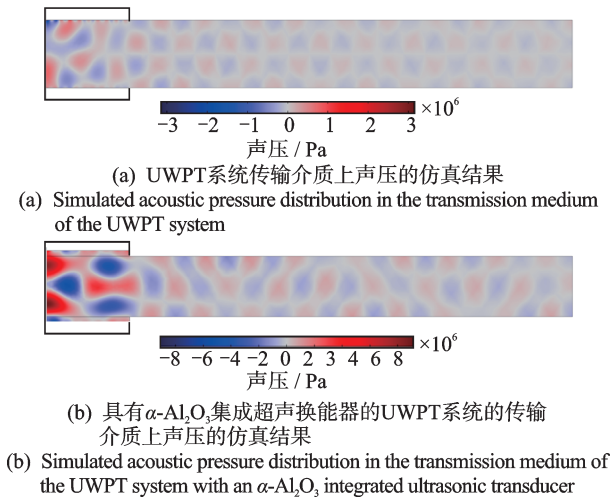 ×10⁶
−3 −2 −1 0 1 2 3
声压 / Pa
(a) UWPT系统传输介质上声压的仿真结果
(a) Simulated acoustic pressure distribution in the transmission medium
of the UWPT system
×10⁶
−8 −6 −4 −2 0 2 4 6 8
声压 / Pa
(b) 具有α-Al₂O₃集成超声换能器的UWPT系统的传输
介质上声压的仿真结果
(b) Simulated acoustic pressure distribution in the transmission medium of
the UWPT system with an α-Al₂O₃ integrated ultrasonic transducer